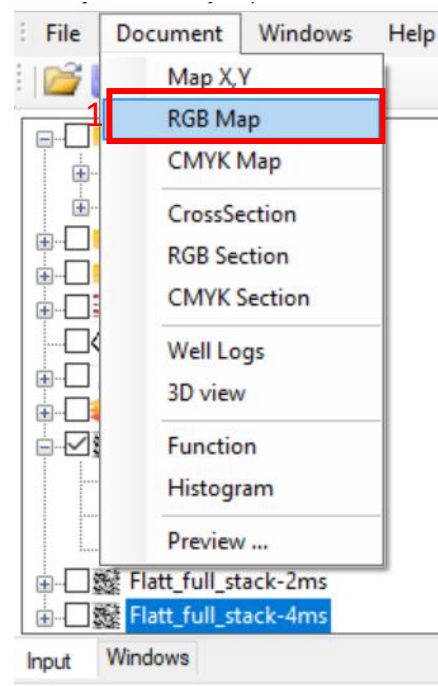 File Document Windows Help
Map X,Y
1 RGB Map
CMYK Map
CrossSection
RGB Section
CMYK Section
Well Logs
3D view
Function
Histogram
Preview ...
Flatt_full_stack-2ms
Flatt_full_stack-4ms
Input Windows